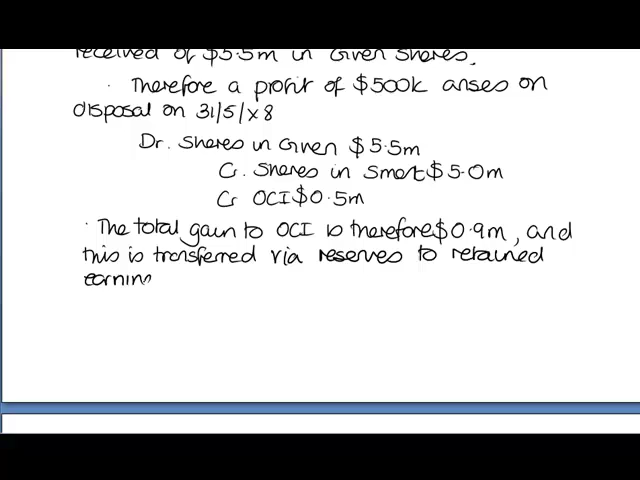 received of $5.5m in Given shares.
· Therefore a profit of $500k arises on
disposal on 31/5/x8
Dr. Shares in Given $5.5m
Cr. Shares in Smart $5.0m
Cr OCI $0.5m
· The total gain to OCI is therefore $0.9m, and
this is transferred via reserves to retained
earnin